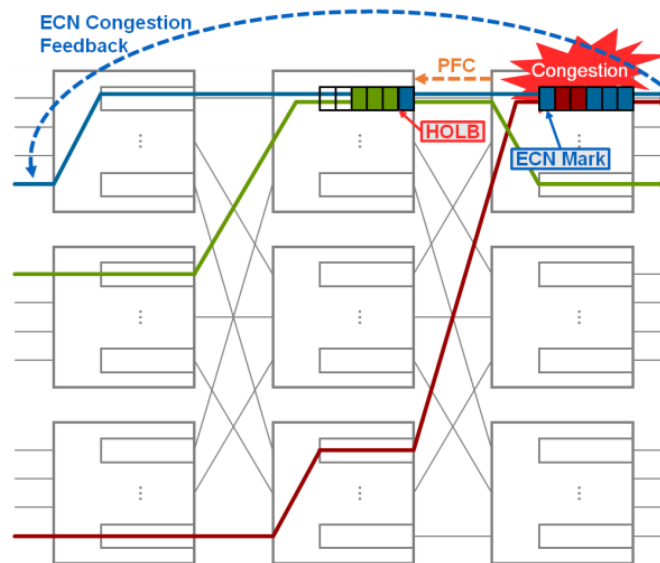 ECN Congestion
Feedback
PFC
Congestion
HOLB
ECN Mark